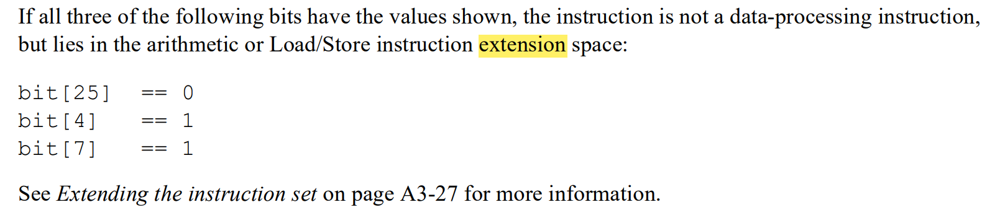 If all three of the following bits have the values shown, the instruction is not a data-processing instruction,
but lies in the arithmetic or Load/Store instruction extension space:
bit[25] == 0
bit[4] == 1
bit[7] == 1
See Extending the instruction set on page A3-27 for more information.